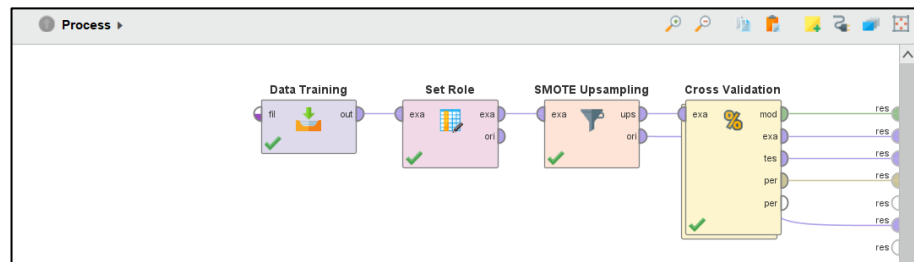 Process
Data Training
Set Role
SMOTE Upsampling
Cross Validation
fil
out
exa
exa
ori
exa
ups
ori
exa
%
mod
exa
tes
per
per
res
res
res
res
res
res
res